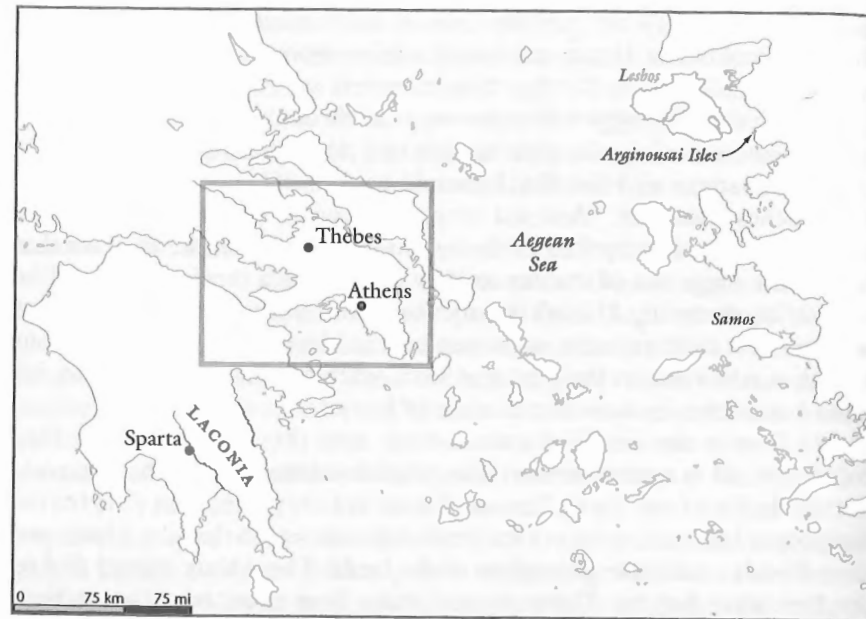 Lesbos
Arginousai Isles
Thebes
Aegean
Sea
Athens
Samos
LACONIA
Sparta
0 75 km 75 mi